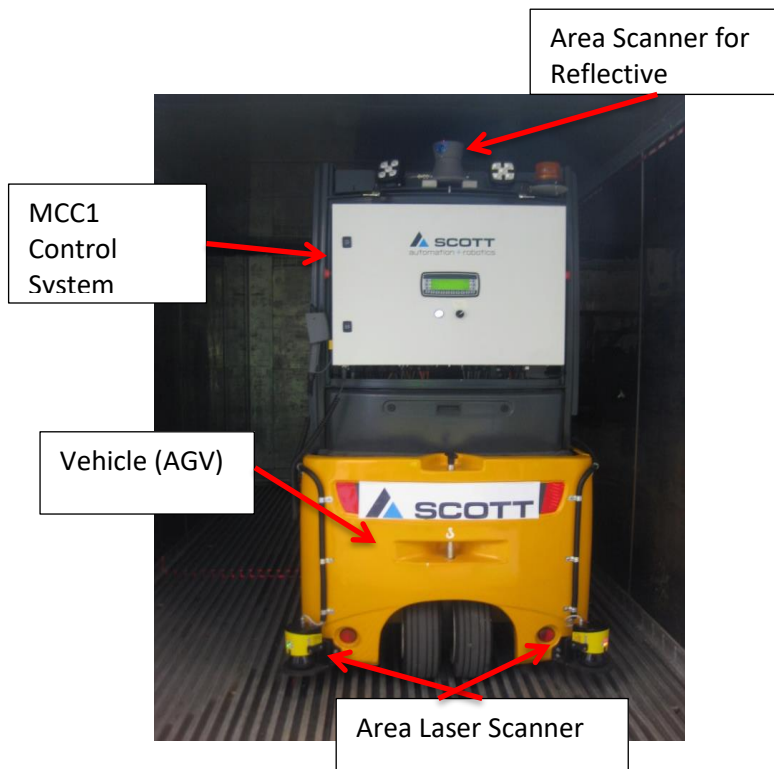 Area Scanner for
Reflective
MCC1
Control
System
SCOTT
automation + robotics
Vehicle (AGV)
SCOTT
Area Laser Scanner